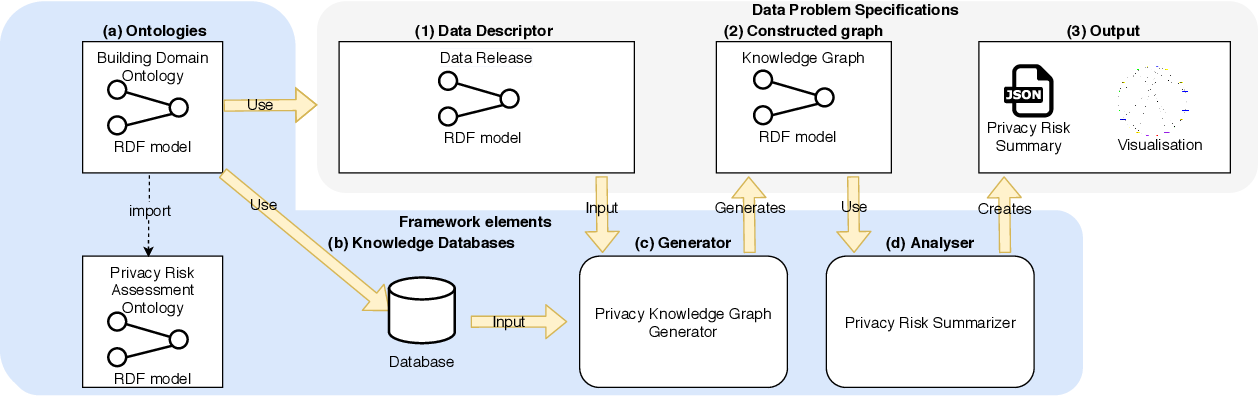 Data Problem Specifications
(a) Ontologies
(1) Data Descriptor
(2) Constructed graph
(3) Output
Building Domain
Ontology
RDF model
Use
Data Release
RDF model
Knowledge Graph
RDF model
JSON
Privacy Risk
Summary
Visualisation
import
Use
Input
Generates
Use
Creates
Framework elements
(b) Knowledge Databases
(c) Generator
(d) Analyser
Privacy Risk
Assessment
Ontology
RDF model
Database
Input
Privacy Knowledge Graph
Generator
Privacy Risk Summarizer